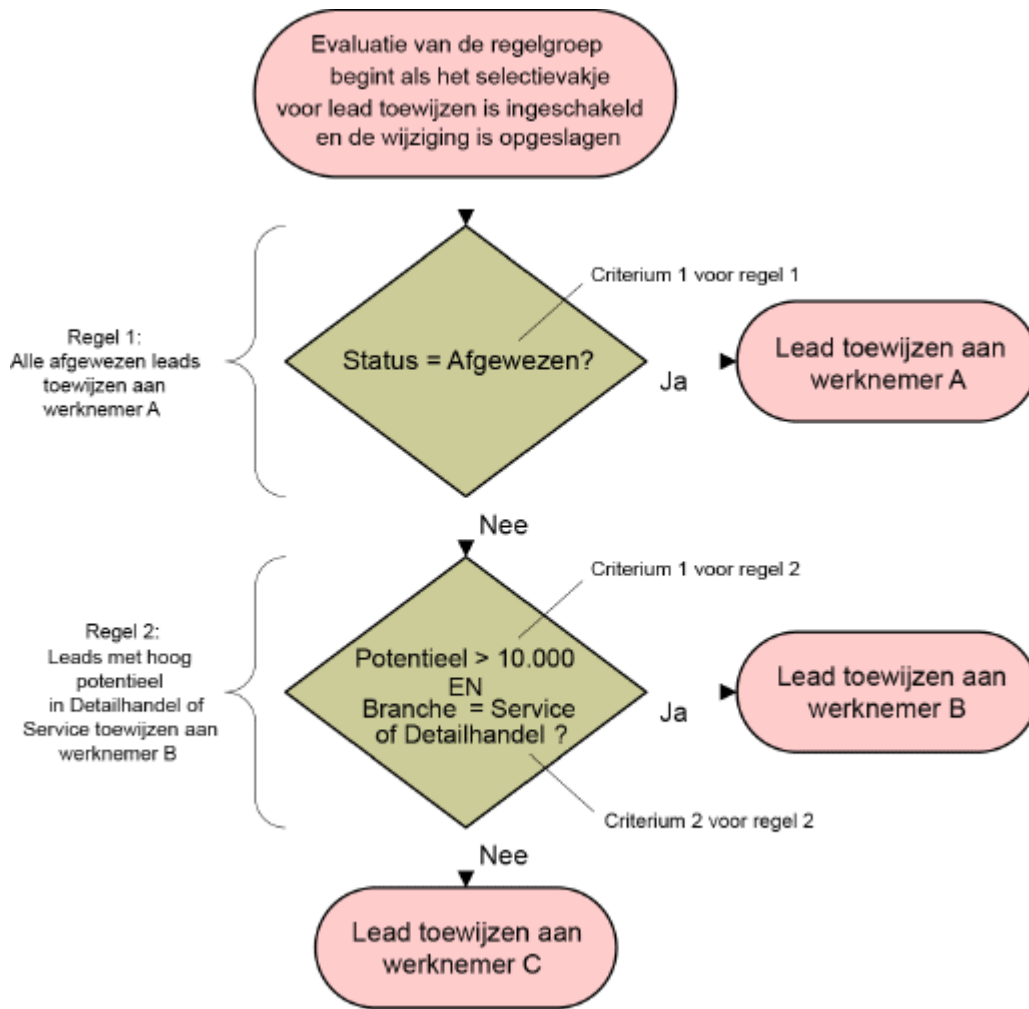 Evaluatie van de regelgroep
begint als het selectievakje
voor lead toewijzen is ingeschakeld
en de wijziging is opgeslagen
Criterium 1 voor regel 1
Regel 1:
Alle afgewezen leads
toewijzen aan
werknemer A
Status = Afgewezen?
Ja
Lead toewijzen aan
werknemer A
Nee
Criterium 1 voor regel 2
Regel 2:
Leads met hoog
potentieel
in Detailhandel of
Service toewijzen aan
werknemer B
Potentieel > 10.000
EN
Branche = Service
of Detailhandel ?
Ja
Lead toewijzen aan
werknemer B
Criterium 2 voor regel 2
Nee
Lead toewijzen aan
werknemer C